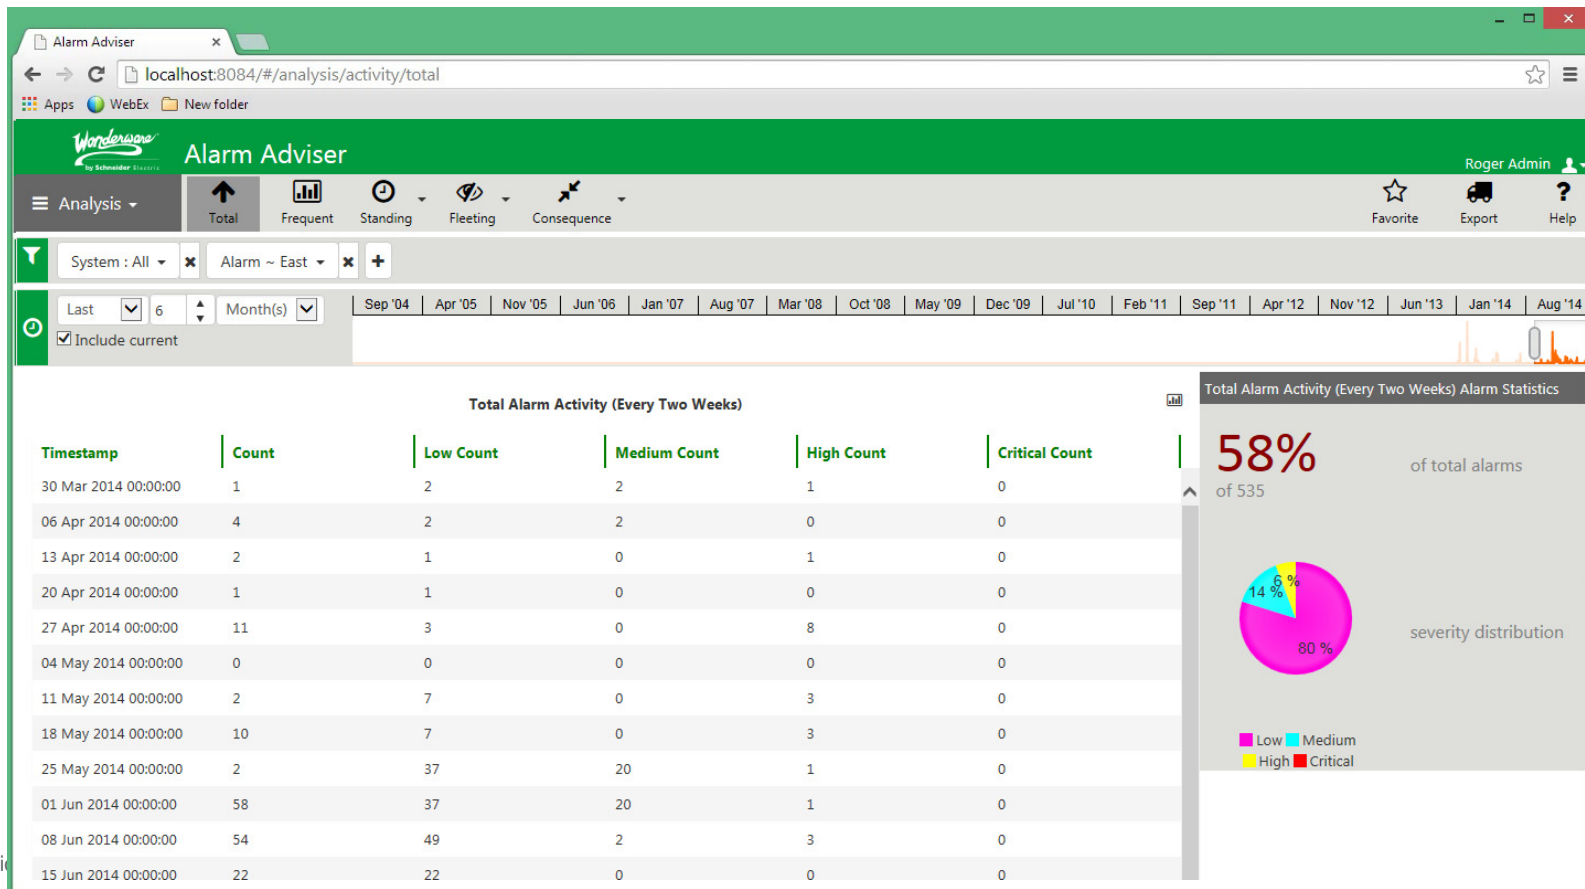 Alarm Adviser
localhost:8084/#/analysis/activity/total
Apps WebEx New folder
Wonderware
by Schneider Electric
Alarm Adviser
Roger Admin
Analysis
Total Frequent Standing Fleeting Consequence Favorite Export Help
System : All Alarm ~ East
Last 6 Month(s)
Include current
Sep '04 Apr '05 Nov '05 Jun '06 Jan '07 Aug '07 Mar '08 Oct '08 May '09 Dec '09 Jul '10 Feb '11 Sep '11 Apr '12 Nov '12 Jun '13 Jan '14 Aug '14
Total Alarm Activity (Every Two Weeks)
Timestamp Count Low Count Medium Count High Count Critical Count
30 Mar 2014 00:00:00 1 2 2 1 0
06 Apr 2014 00:00:00 4 2 2 0 0
13 Apr 2014 00:00:00 2 1 0 1 0
20 Apr 2014 00:00:00 1 1 0 0 0
27 Apr 2014 00:00:00 11 3 0 8 0
04 May 2014 00:00:00 0 0 0 0 0
11 May 2014 00:00:00 2 7 0 3 0
18 May 2014 00:00:00 10 7 0 3 0
25 May 2014 00:00:00 2 37 20 1 0
01 Jun 2014 00:00:00 58 37 20 1 0
08 Jun 2014 00:00:00 54 49 2 3 0
15 Jun 2014 00:00:00 22 22 0 0 0
Total Alarm Activity (Every Two Weeks) Alarm Statistics
58% of total alarms
of 535
6 %
14 %
80 %
severity distribution
Low Medium
High Critical